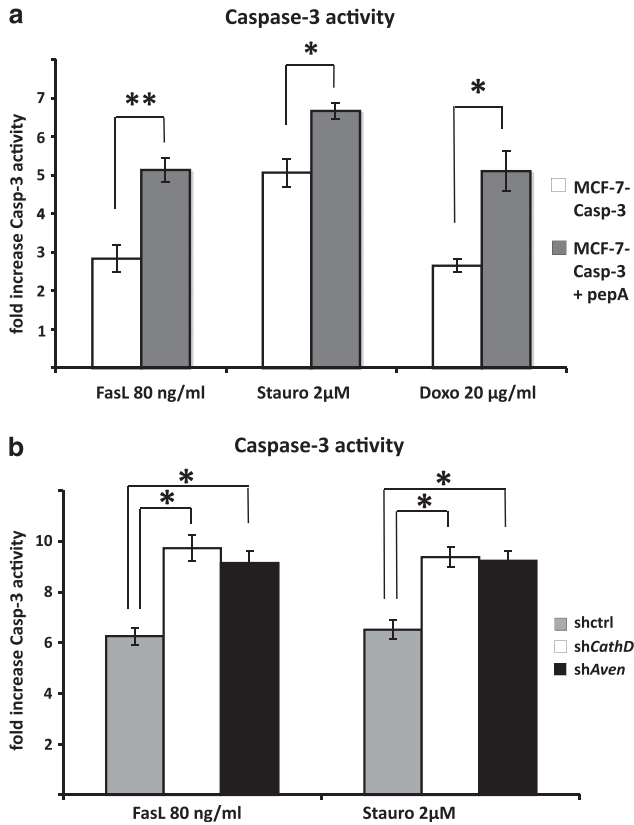 a
Caspase-3 activity
fold increase Casp-3 activity
7
6
5
4
3
2
1
**
*
*
FasL 80 ng/ml
Stauro 2μM
Doxo 20 μg/ml
MCF-7-
Casp-3
MCF-7-
Casp-3
+ pepA
b
Caspase-3 activity
fold increase Casp-3 activity
10
8
6
4
2
*
*
*
*
FasL 80 ng/ml
Stauro 2μM
shctrl
shCathD
shAven